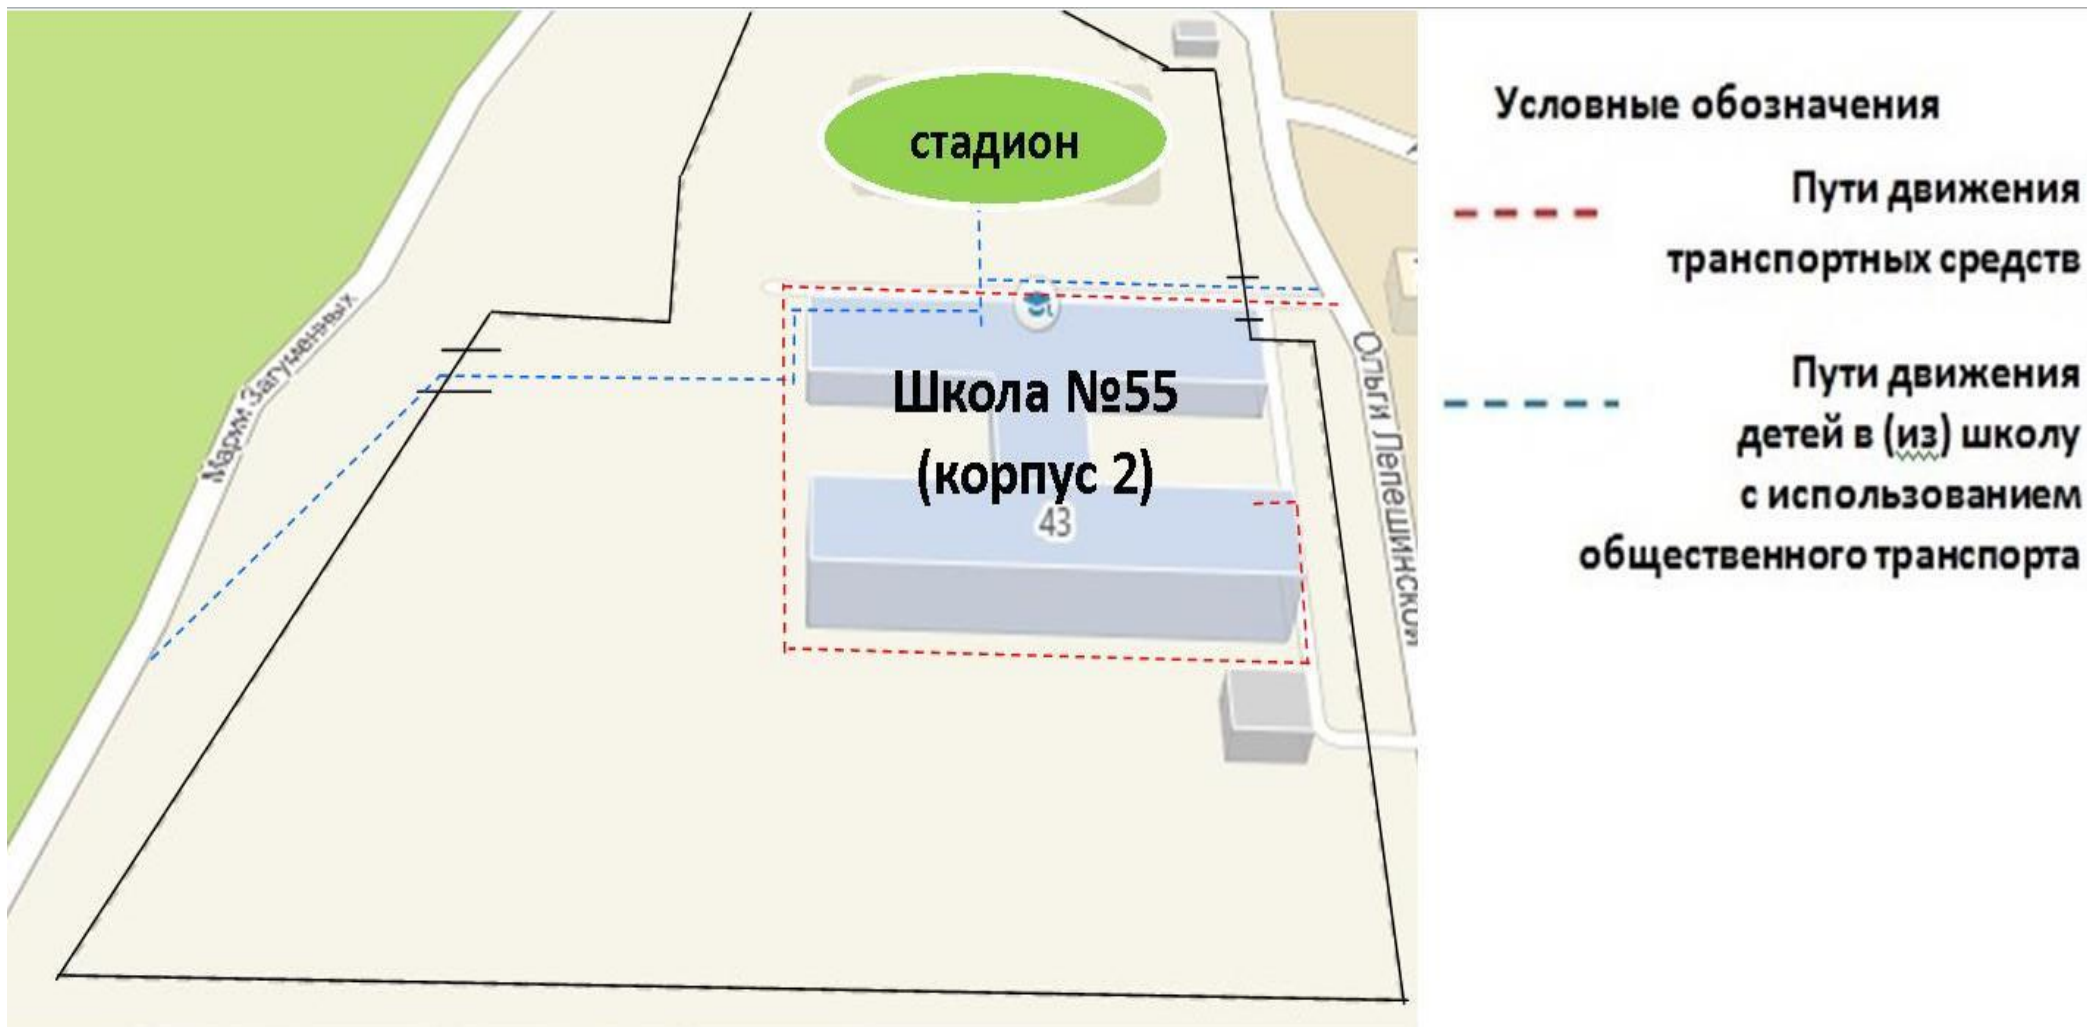 стадион
Школа №55
(корпус 2)
43
Марии Загуменных
Ольги Лепешинской
Условные обозначения
Пути движения
транспортных средств
Пути движения
детей в (из) школу
с использованием
общественного транспорта